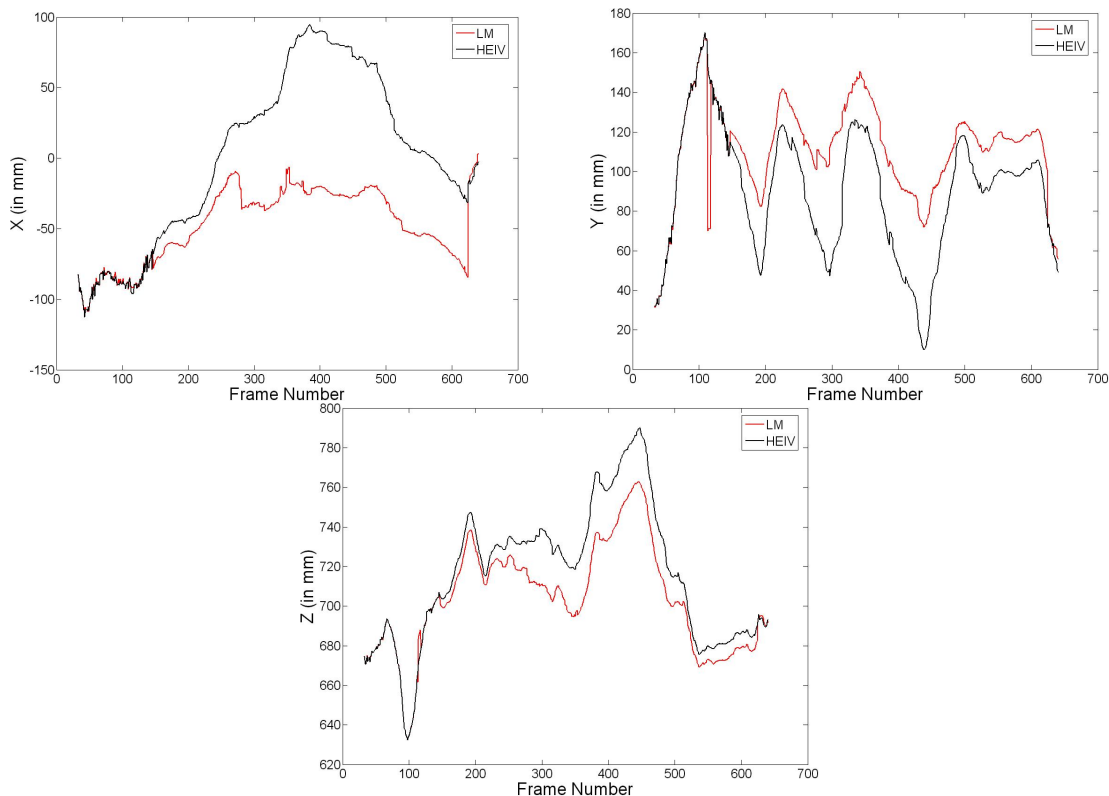 100
50
0
-50
-100
-150
X (in mm)
0 100 200 300 400 500 600 700
Frame Number
LM
HEIV
180
160
140
120
100
80
60
40
20
0
Y (in mm)
0 100 200 300 400 500 600 700
Frame Number
LM
HEIV
800
780
760
740
720
700
680
660
640
620
Z (in mm)
0 100 200 300 400 500 600 700
Frame Number
LM
HEIV